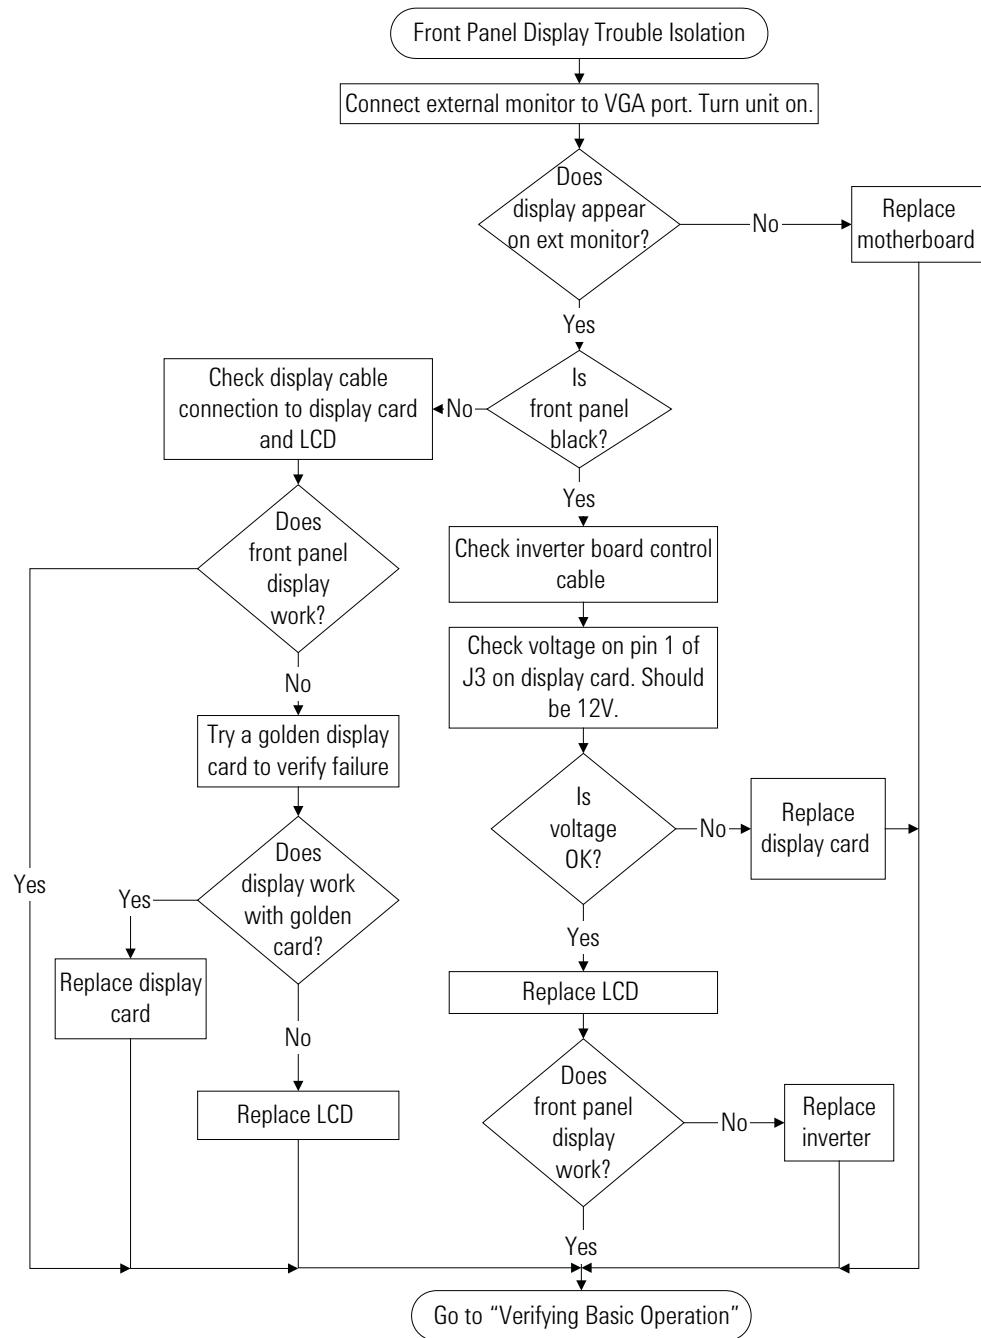 Front Panel Display Trouble Isolation
Connect external monitor to VGA port. Turn unit on.
Does
display appear
on ext monitor?
No
Replace
motherboard
Yes
Is
front panel
black?
No
Check display cable
connection to display card
and LCD
Yes
Does
front panel
display
work?
Check inverter board control
cable
Check voltage on pin 1 of
J3 on display card. Should
be 12V.
No
Try a golden display
card to verify failure
Is
voltage
OK?
No
Replace
display card
Does
display work
with golden
card?
Yes
Yes
Yes
Replace display
card
Replace LCD
No
Does
front panel
display
work?
No
Replace
inverter
Replace LCD
Yes
Go to “Verifying Basic Operation”